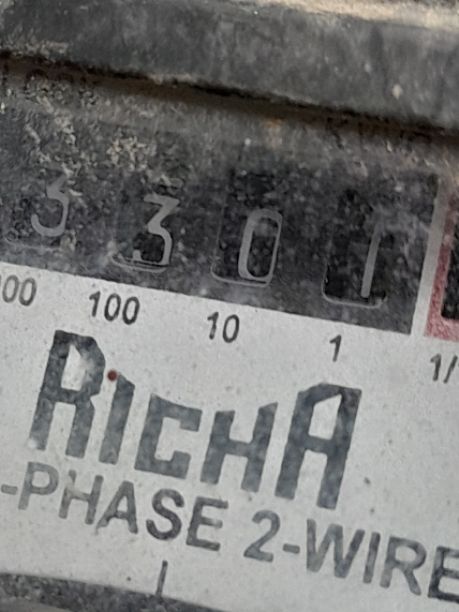 3 3 0 1
00 100 10 1 1/
RICHA
-PHASE 2-WIRE